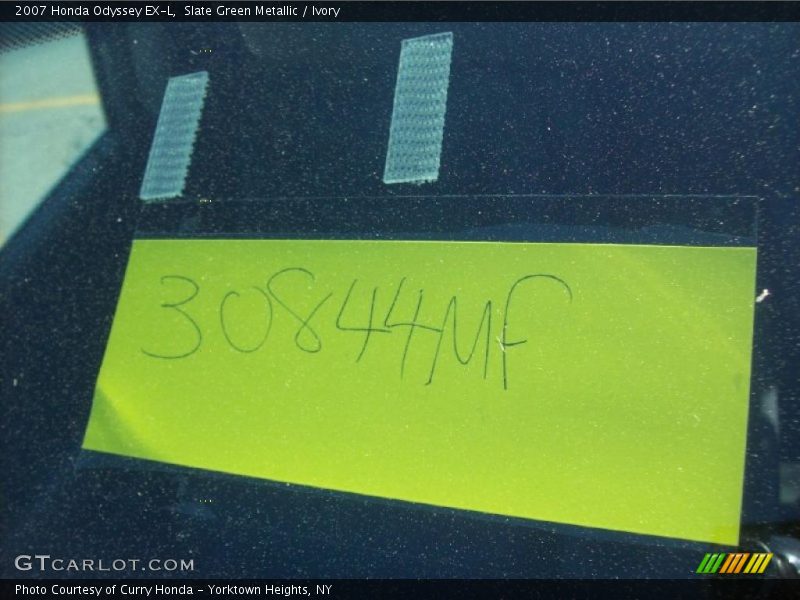 2007 Honda Odyssey EX-L, Slate Green Metallic / Ivory
30844MF
GTCARLOT.COM
Photo Courtesy of Curry Honda - Yorktown Heights, NY